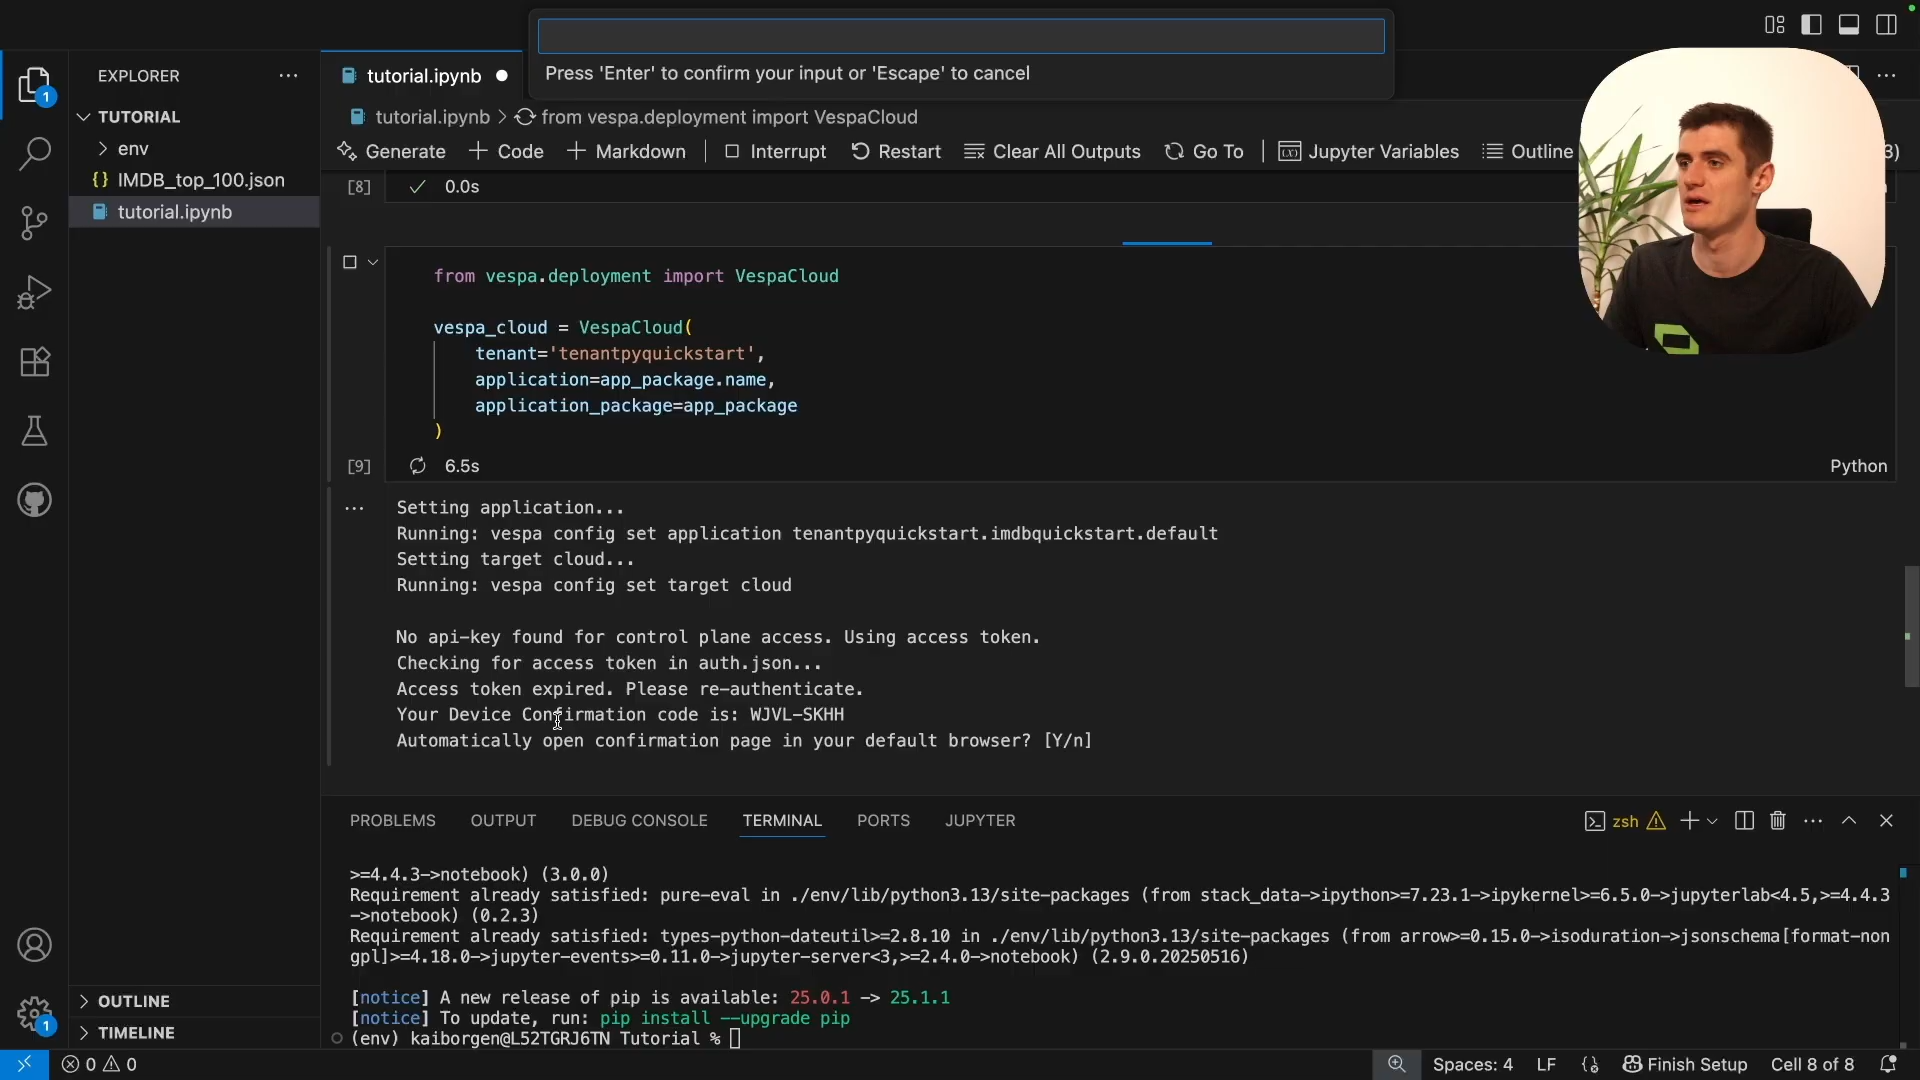 Press 'Enter' to confirm your input or 'Escape' to cancel
EXPLORER
tutorial.ipynb
TUTORIAL
tutorial.ipynb > from vespa.deployment import VespaCloud
env
Generate Code Markdown Interrupt Restart Clear All Outputs Go To Jupyter Variables Outline 3)
IMDB_top_100.json
[8] 0.0s
tutorial.ipynb
from vespa.deployment import VespaCloud
vespa_cloud = VespaCloud(
tenant='tenantpyquickstart',
application=app_package.name,
application_package=app_package
)
[9] 6.5s Python
Setting application...
Running: vespa config set application tenantpyquickstart.imdbquickstart.default
Setting target cloud...
Running: vespa config set target cloud
No api-key found for control plane access. Using access token.
Checking for access token in auth.json...
Access token expired. Please re-authenticate.
Your Device Confirmation code is: WJVL-SKHH
Automatically open confirmation page in your default browser? [Y/n]
PROBLEMS OUTPUT DEBUG CONSOLE TERMINAL PORTS JUPYTER zsh
>=4.4.3->notebook) (3.0.0)
Requirement already satisfied: pure-eval in ./env/lib/python3.13/site-packages (from stack_data->ipython>=7.23.1->ipykernel>=6.5.0->jupyterlab<4.5,>=4.4.3
->notebook) (0.2.3)
Requirement already satisfied: types-python-dateutil>=2.8.10 in ./env/lib/python3.13/site-packages (from arrow>=0.15.0->isoduration->jsonschema[format-non
gpl]>=4.18.0->jupyter-events>=0.11.0->jupyter-server<3,>=2.4.0->notebook) (2.9.0.20250516)
[notice] A new release of pip is available: 25.0.1 -> 25.1.1
[notice] To update, run: pip install --upgrade pip
(env) kaiborgen@L52TGRJ6TN Tutorial %
OUTLINE
TIMELINE
1
1
0 0 Spaces: 4 LF Finish Setup Cell 8 of 8